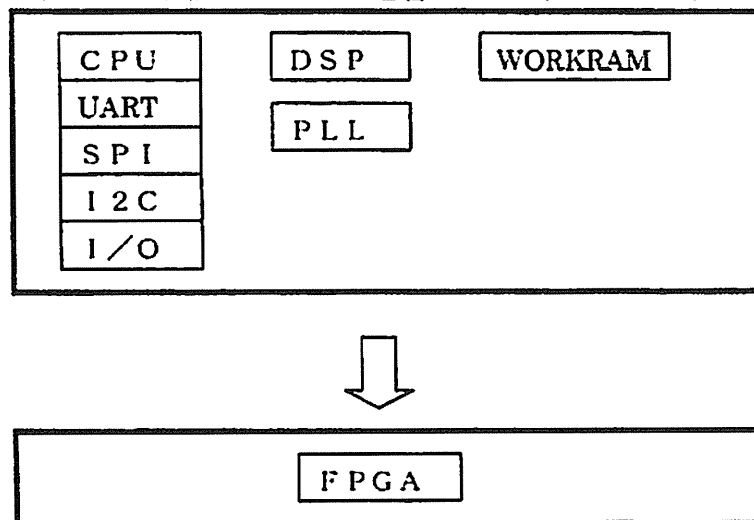 CPU
UART
SPI
I2C
I/O
DSP
PLL
WORKRAM
FPGA